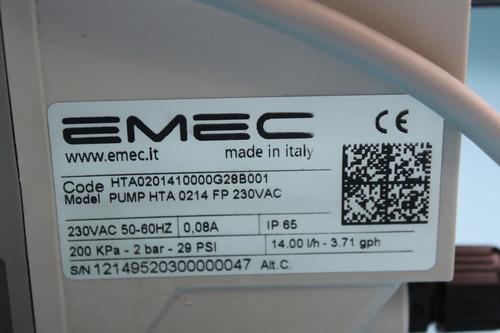 EMEC
CE
www.emec.it made in italy
Code HTA0201410000G28B001
Model PUMP HTA 0214 FP 230VAC
230VAC 50-60HZ 0,08A IP 65
200 KPa - 2 bar - 29 PSI 14.00 l/h - 3.71 gph
S/N 12149520300000047 Alt.C.